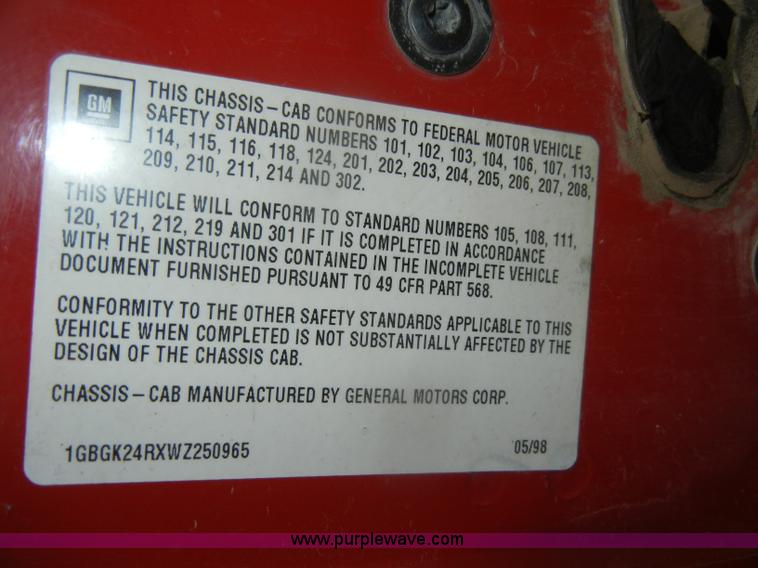 GM
THIS CHASSIS-CAB CONFORMS TO FEDERAL MOTOR VEHICLE
SAFETY STANDARD NUMBERS 101, 102, 103, 104, 106, 107, 113,
114, 115, 116, 118, 124, 201, 202, 203, 204, 205, 206, 207, 208,
209, 210, 211, 214 AND 302.
THIS VEHICLE WILL CONFORM TO STANDARD NUMBERS 105, 108, 111,
120, 121, 212, 219 AND 301 IF IT IS COMPLETED IN ACCORDANCE
WITH THE INSTRUCTIONS CONTAINED IN THE INCOMPLETE VEHICLE
DOCUMENT FURNISHED PURSUANT TO 49 CFR PART 568.
CONFORMITY TO THE OTHER SAFETY STANDARDS APPLICABLE TO THIS
VEHICLE WHEN COMPLETED IS NOT SUBSTANTIALLY AFFECTED BY THE
DESIGN OF THE CHASSIS CAB.
CHASSIS-CAB MANUFACTURED BY GENERAL MOTORS CORP.
1GBGK24RXWZ250965 05/98
www.purplewave.com